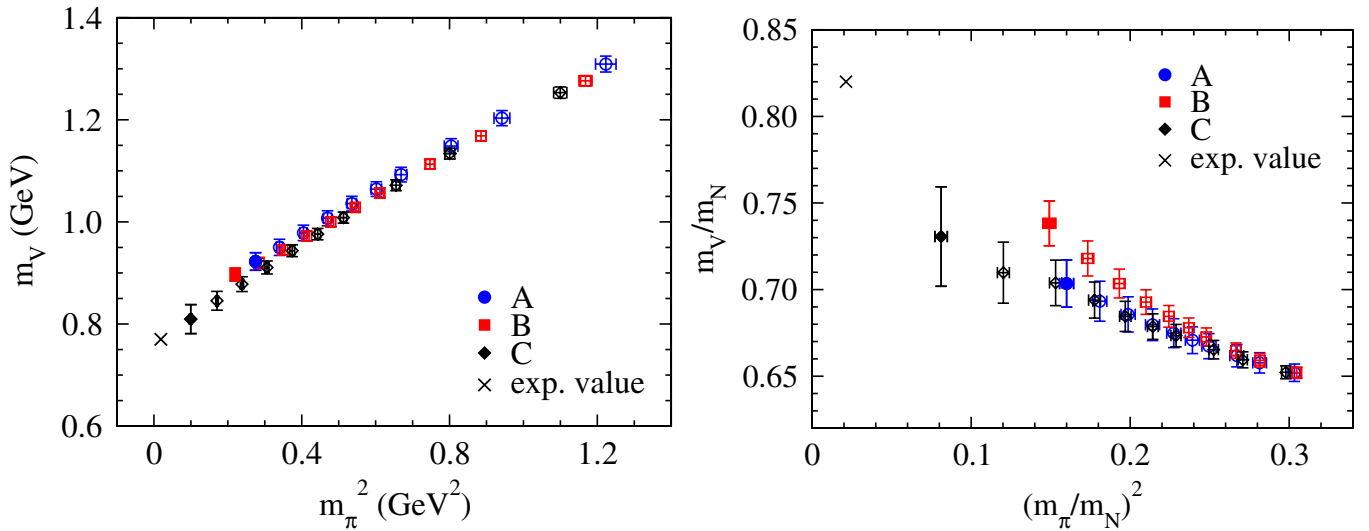 1.4
1.2
1.0
0.8
0.6
m_V (GeV)
0
0.4
0.8
1.2
m_π^2 (GeV^2)
A
B
C
exp. value
0.85
0.80
0.75
0.70
0.65
m_V/m_N
0
0.1
0.2
0.3
(m_π/m_N)^2
A
B
C
exp. value